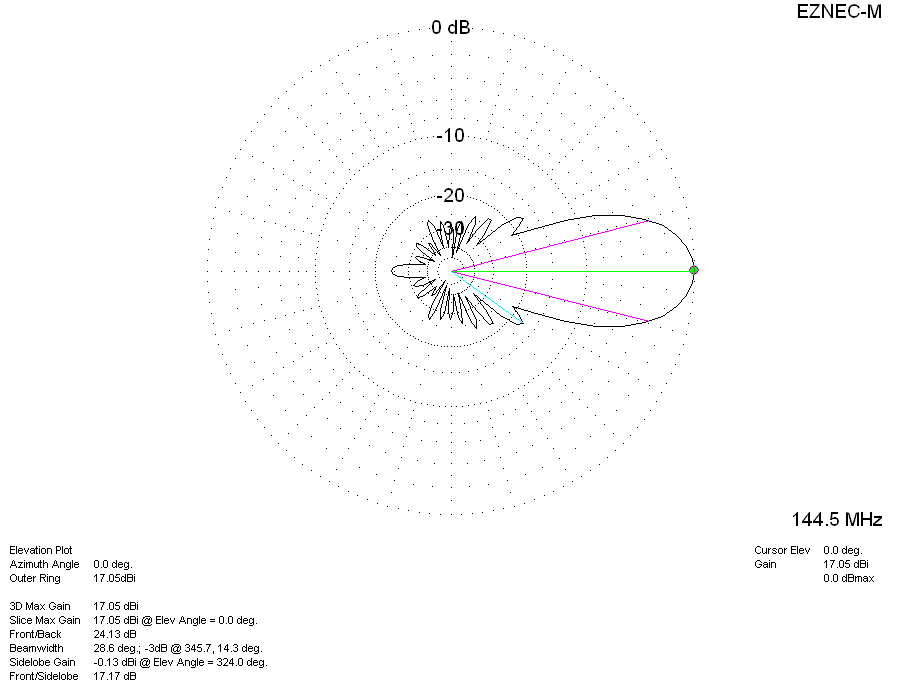 EZNEC-M
0 dB
-10
-20
-30
144.5 MHz
Elevation Plot
Azimuth Angle 0.0 deg.
Outer Ring 17.05dBi
Cursor Elev 0.0 deg.
Gain 17.05 dBi
0.0 dBmax
3D Max Gain 17.05 dBi
Slice Max Gain 17.05 dBi @ Elev Angle = 0.0 deg.
Front/Back 24.13 dB
Beamwidth 28.6 deg.; -3dB @ 345.7, 14.3 deg.
Sidelobe Gain -0.13 dBi @ Elev Angle = 324.0 deg.
Front/Sidelobe 17.17 dB